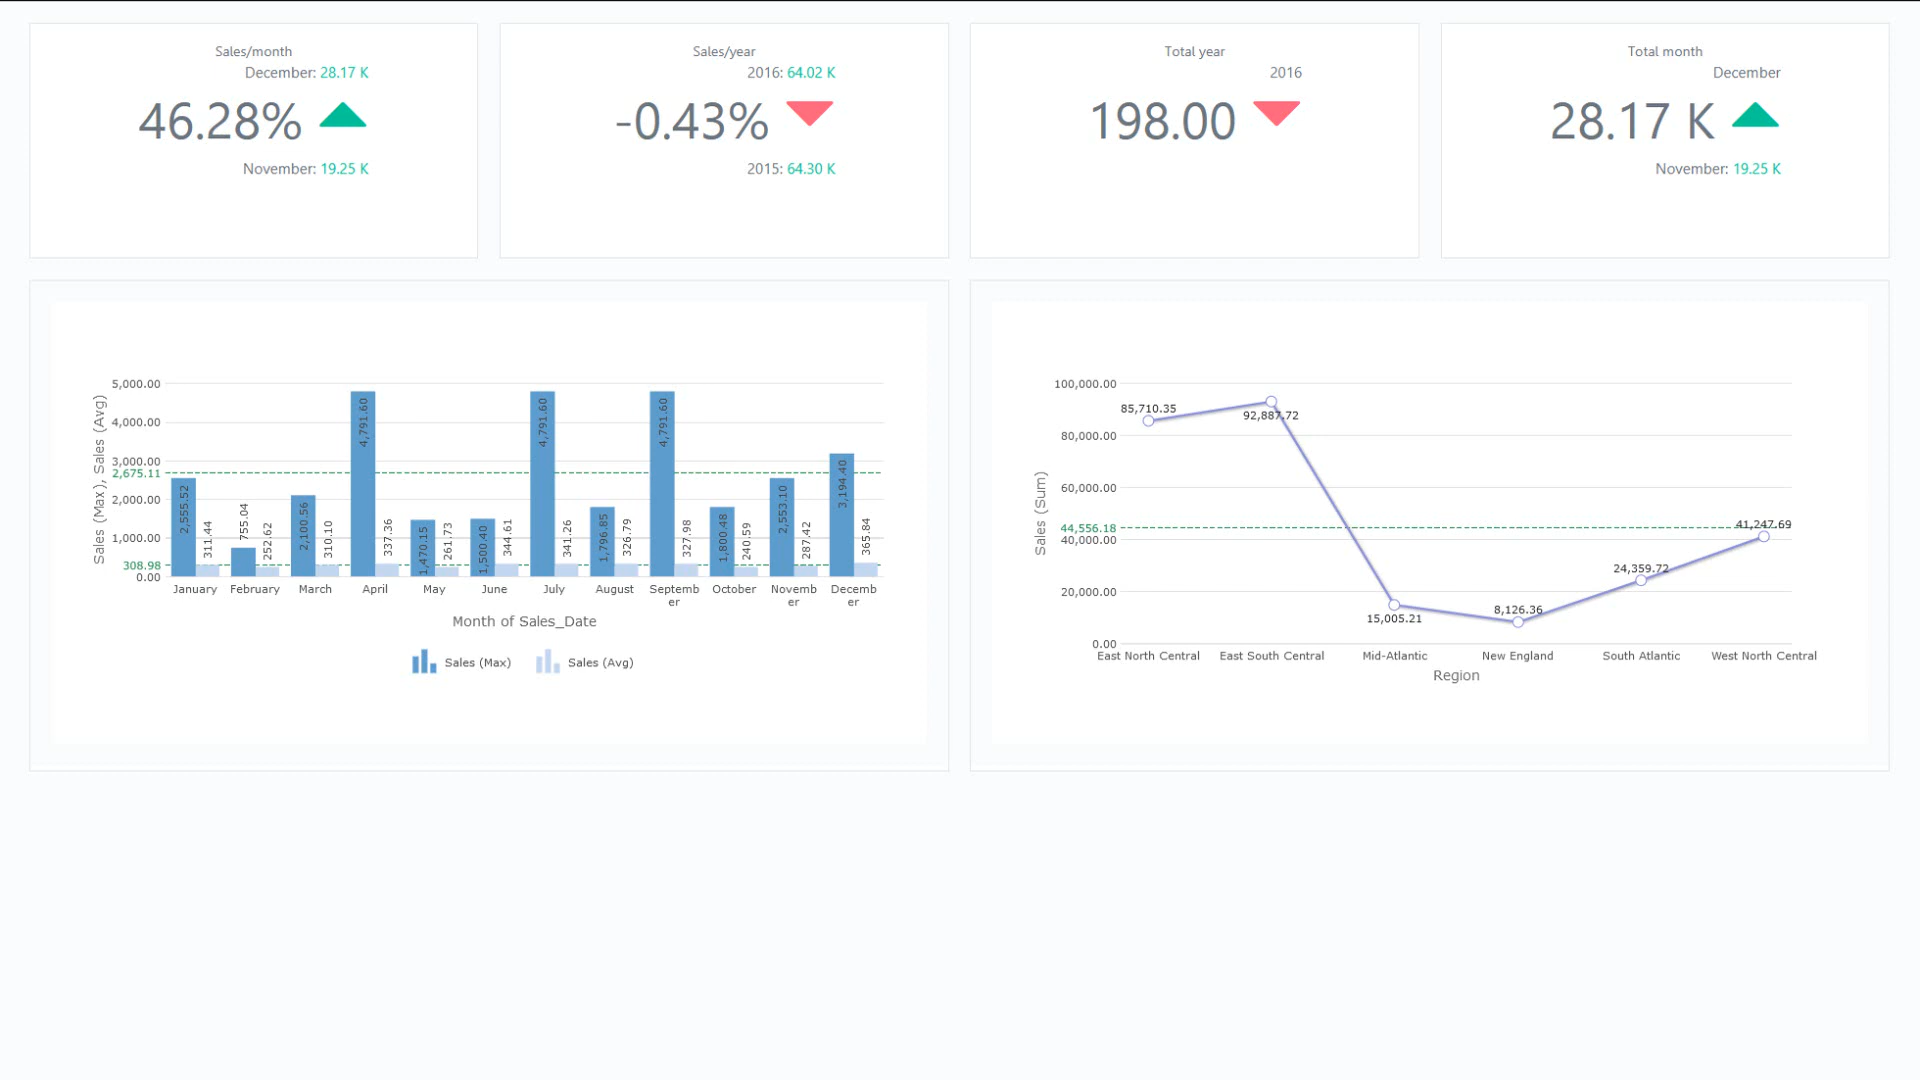 Sales/month
December: 28.17 K
46.28%
November: 19.25 K
Sales/year
2016: 64.02 K
-0.43%
2015: 64.30 K
Total year
2016
198.00
Total month
December
28.17 K
November: 19.25 K
Sales (Max), Sales (Avg)
5,000.00
4,000.00
3,000.00
2,675.11
2,000.00
1,000.00
308.98
0.00
2,555.52
311.44
755.04
252.62
2,100.56
310.10
4,791.60
337.36
1,470.15
261.73
1,500.40
344.61
4,791.60
341.26
1,796.85
326.79
4,791.60
327.98
1,800.48
240.59
2,553.10
287.42
3,194.40
365.84
January
February
March
April
May
June
July
August
Septemb
er
October
Novemb
er
Decemb
er
Month of Sales_Date
Sales (Max)
Sales (Avg)
Sales (Sum)
100,000.00
80,000.00
60,000.00
44,556.18
40,000.00
20,000.00
0.00
85,710.35
92,887.72
15,005.21
8,126.36
24,359.72
41,247.69
East North Central
East South Central
Mid-Atlantic
New England
South Atlantic
West North Central
Region